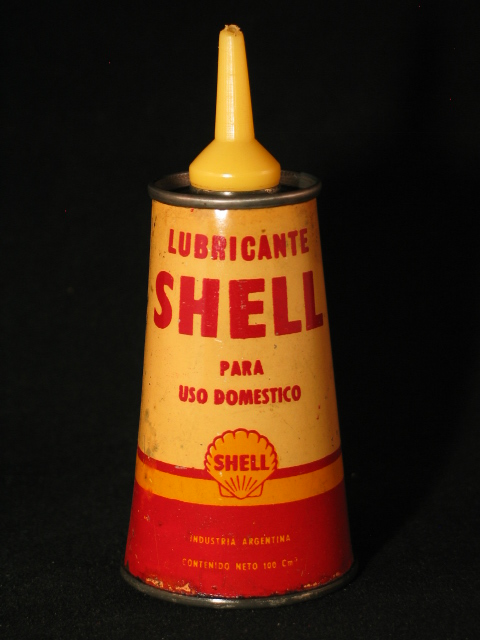 LUBRICANTE
SHELL
PARA
USO DOMESTICO
SHELL
INDUSTRIA ARGENTINA
CONTENIDO NETO 100 Cm³